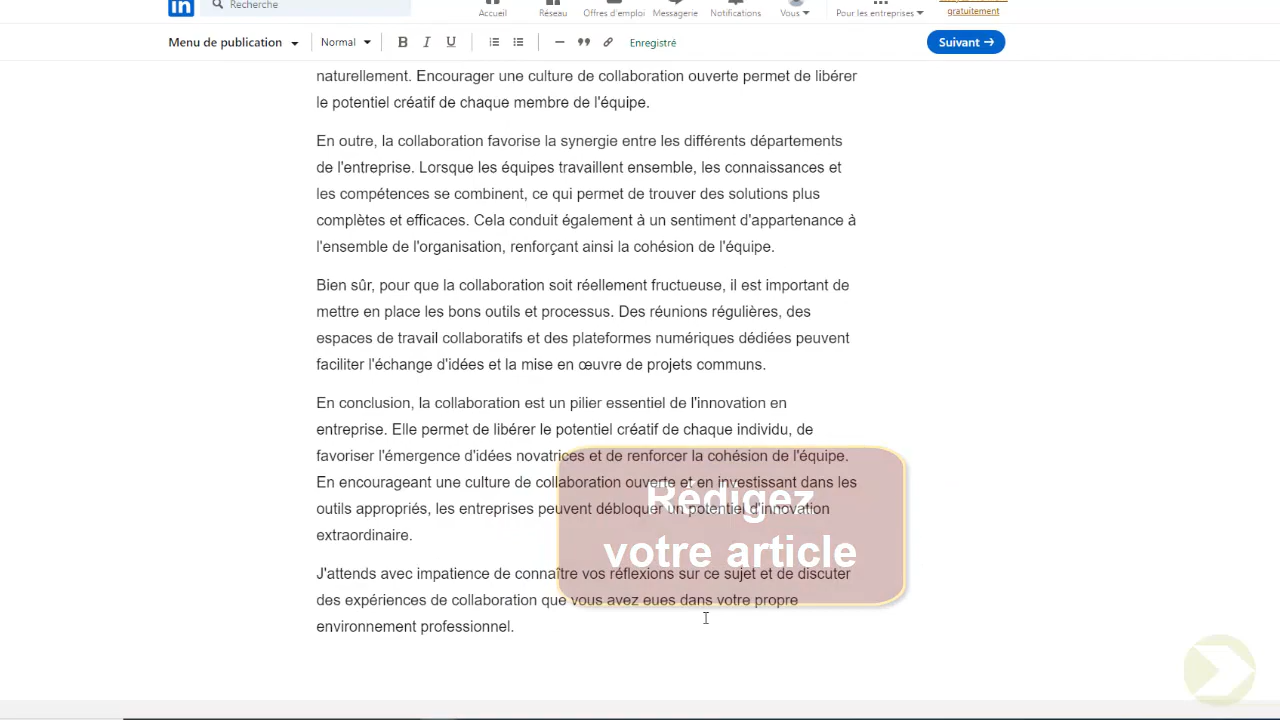 in
Recherche
Accueil
Réseau
Offres d'emploi
Messagerie
Notifications
Vous
Pour les entreprises
gratuitement
Menu de publication
Normal
B
I
U
Enregistré
Suivant →
naturellement. Encourager une culture de collaboration ouverte permet de libérer
le potentiel créatif de chaque membre de l'équipe.
En outre, la collaboration favorise la synergie entre les différents départements
de l'entreprise. Lorsque les équipes travaillent ensemble, les connaissances et
les compétences se combinent, ce qui permet de trouver des solutions plus
complètes et efficaces. Cela conduit également à un sentiment d'appartenance à
l'ensemble de l'organisation, renforçant ainsi la cohésion de l'équipe.
Bien sûr, pour que la collaboration soit réellement fructueuse, il est important de
mettre en place les bons outils et processus. Des réunions régulières, des
espaces de travail collaboratifs et des plateformes numériques dédiées peuvent
faciliter l'échange d'idées et la mise en œuvre de projets communs.
En conclusion, la collaboration est un pilier essentiel de l'innovation en
entreprise. Elle permet de libérer le potentiel créatif de chaque individu, de
favoriser l'émergence d'idées novatrices et de renforcer la cohésion de l'équipe.
En encourageant une culture de collaboration ouverte et en investissant dans les
outils appropriés, les entreprises peuvent débloquer un potentiel d'innovation
extraordinaire.
J'attends avec impatience de connaître vos réflexions sur ce sujet et de discuter
des expériences de collaboration que vous avez eues dans votre propre
environnement professionnel.
Rédigez
votre article